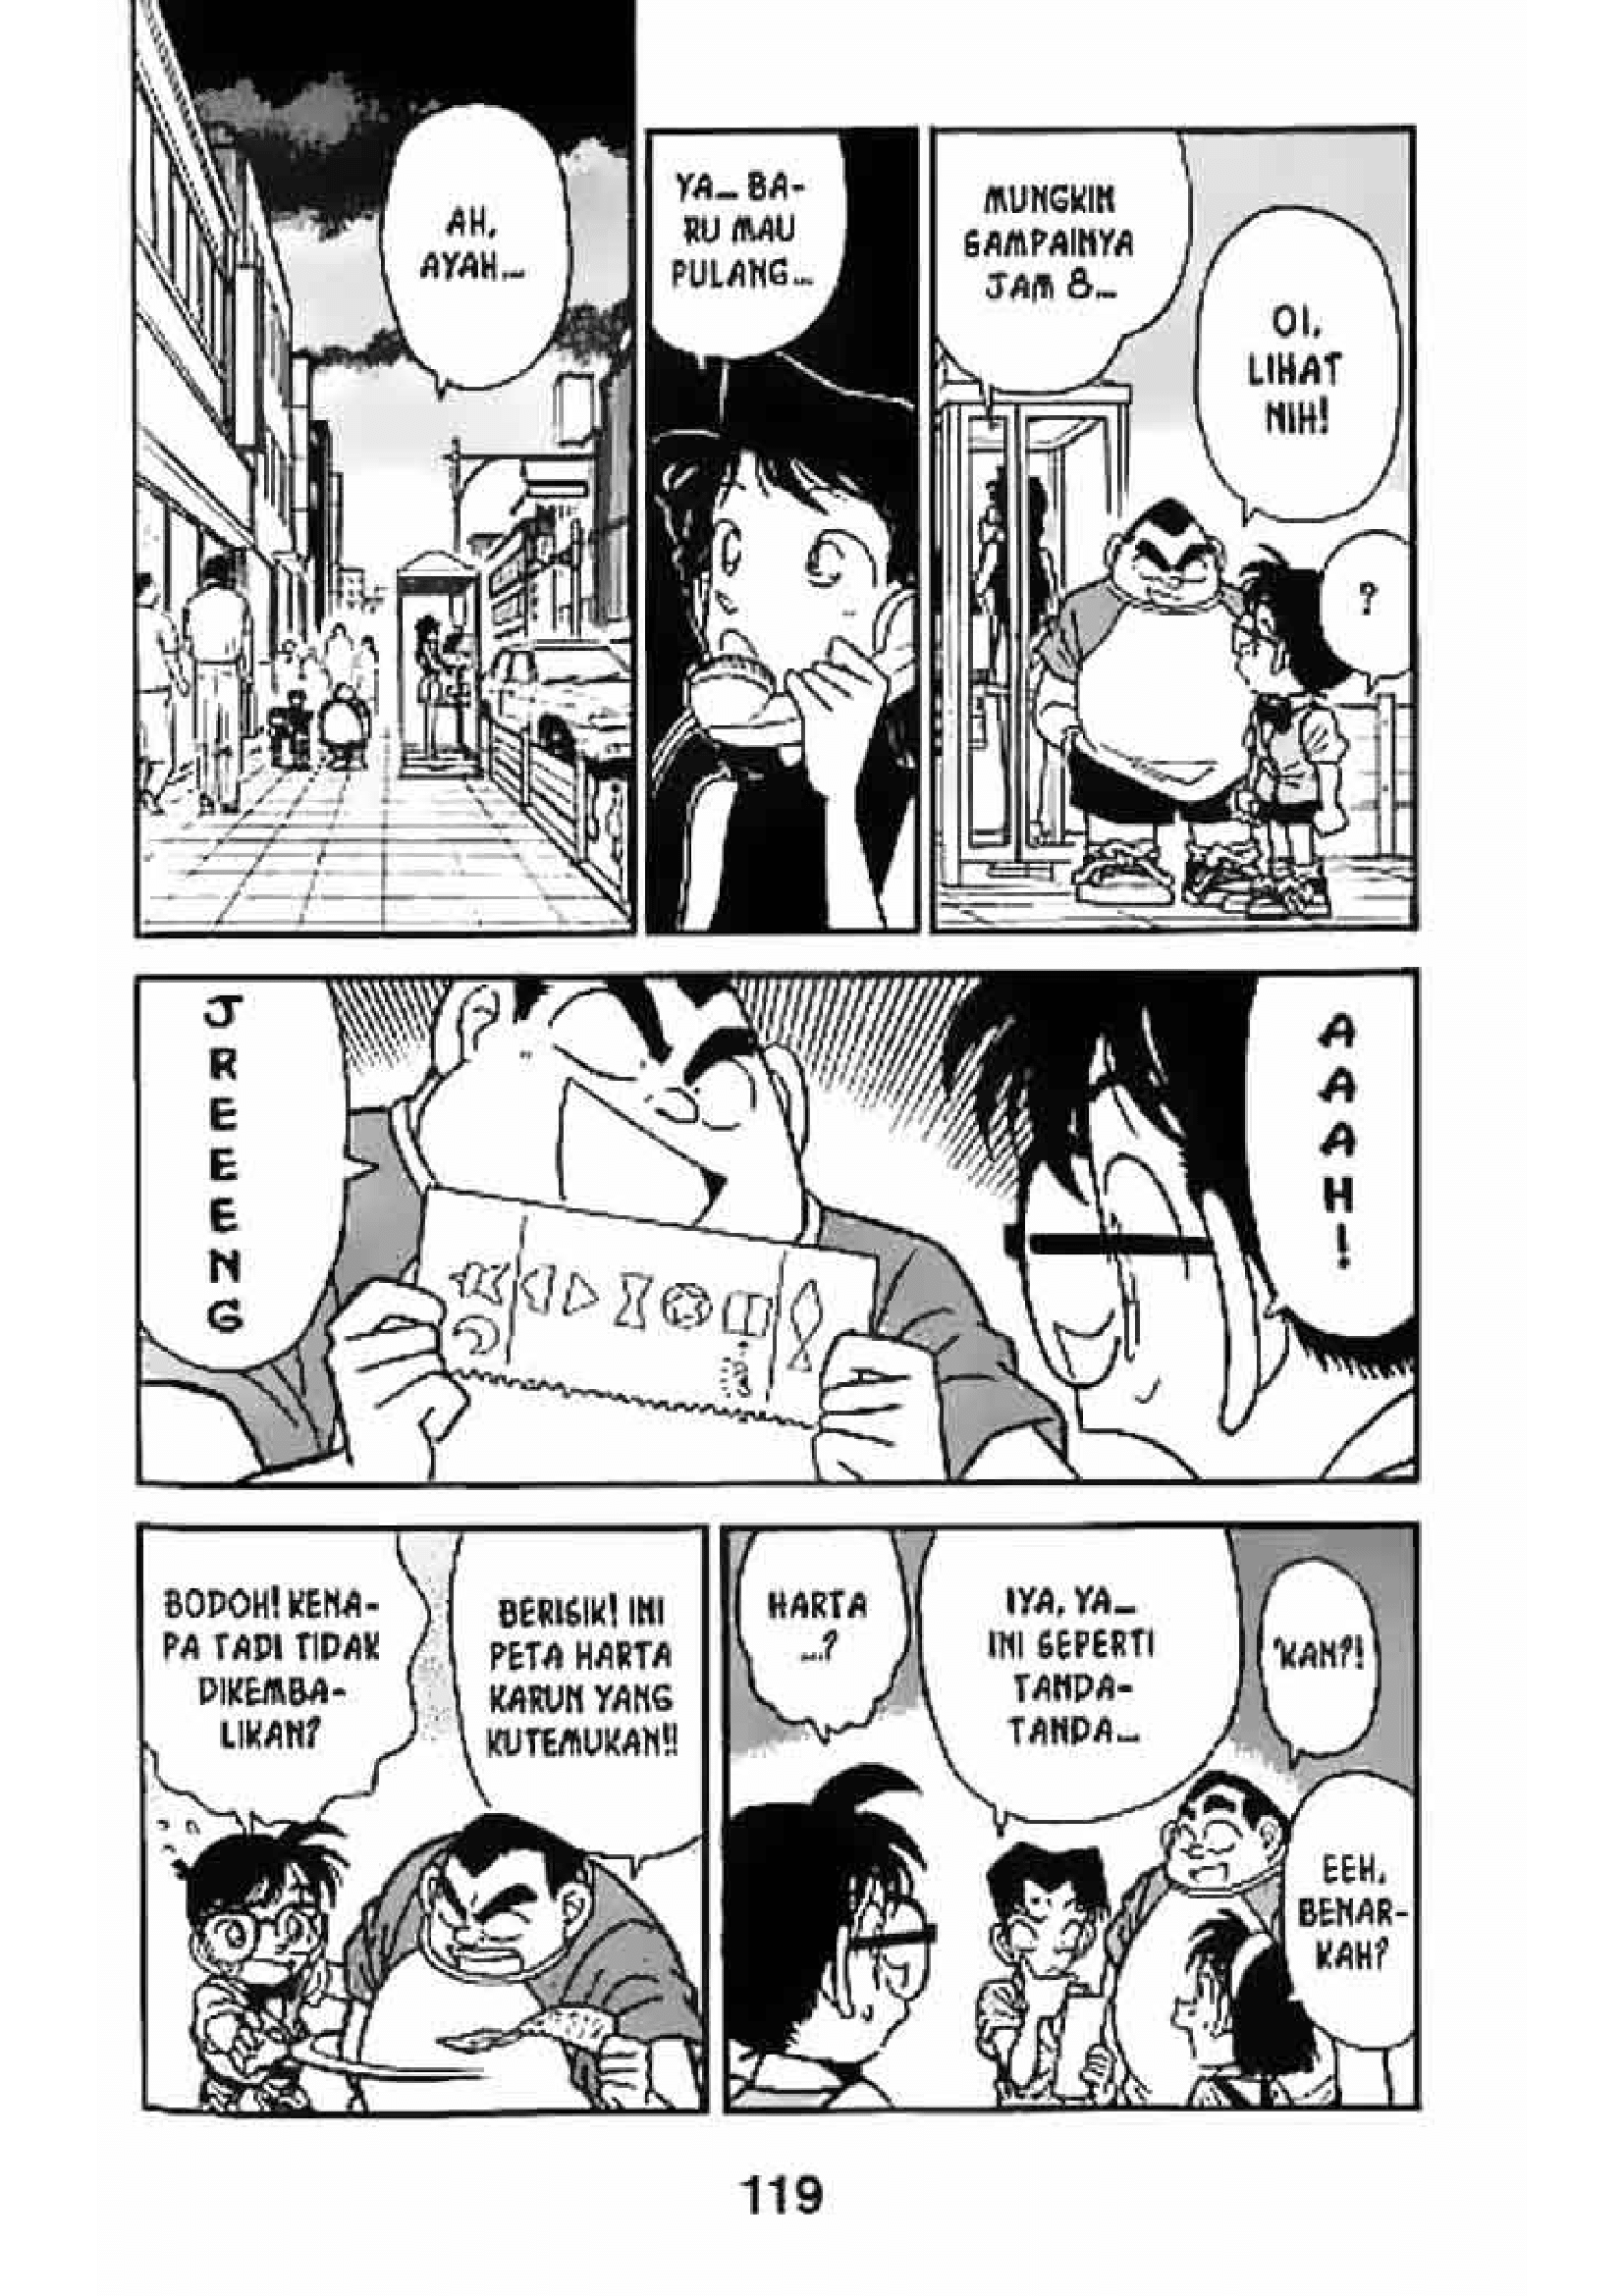 AH,
AYAH...
YA... BA-
RU MAU
PULANG...
MUNGKIN
SAMPAINYA
JAM 8...
OI,
LIHAT
NIH!
?
JREEENG
AAAH!
BODOH! KENA-
PA TADI TIDAK
DIKEMBA-
LIKAN?
BERISIK! INI
PETA HARTA
KARUN YANG
KUTEMUKAN!!
HARTA
...?
IYA, YA...
INI SEPERTI
TANDA-
TANDA...
KAN?!
EEH,
BENAR-
KAH?
119